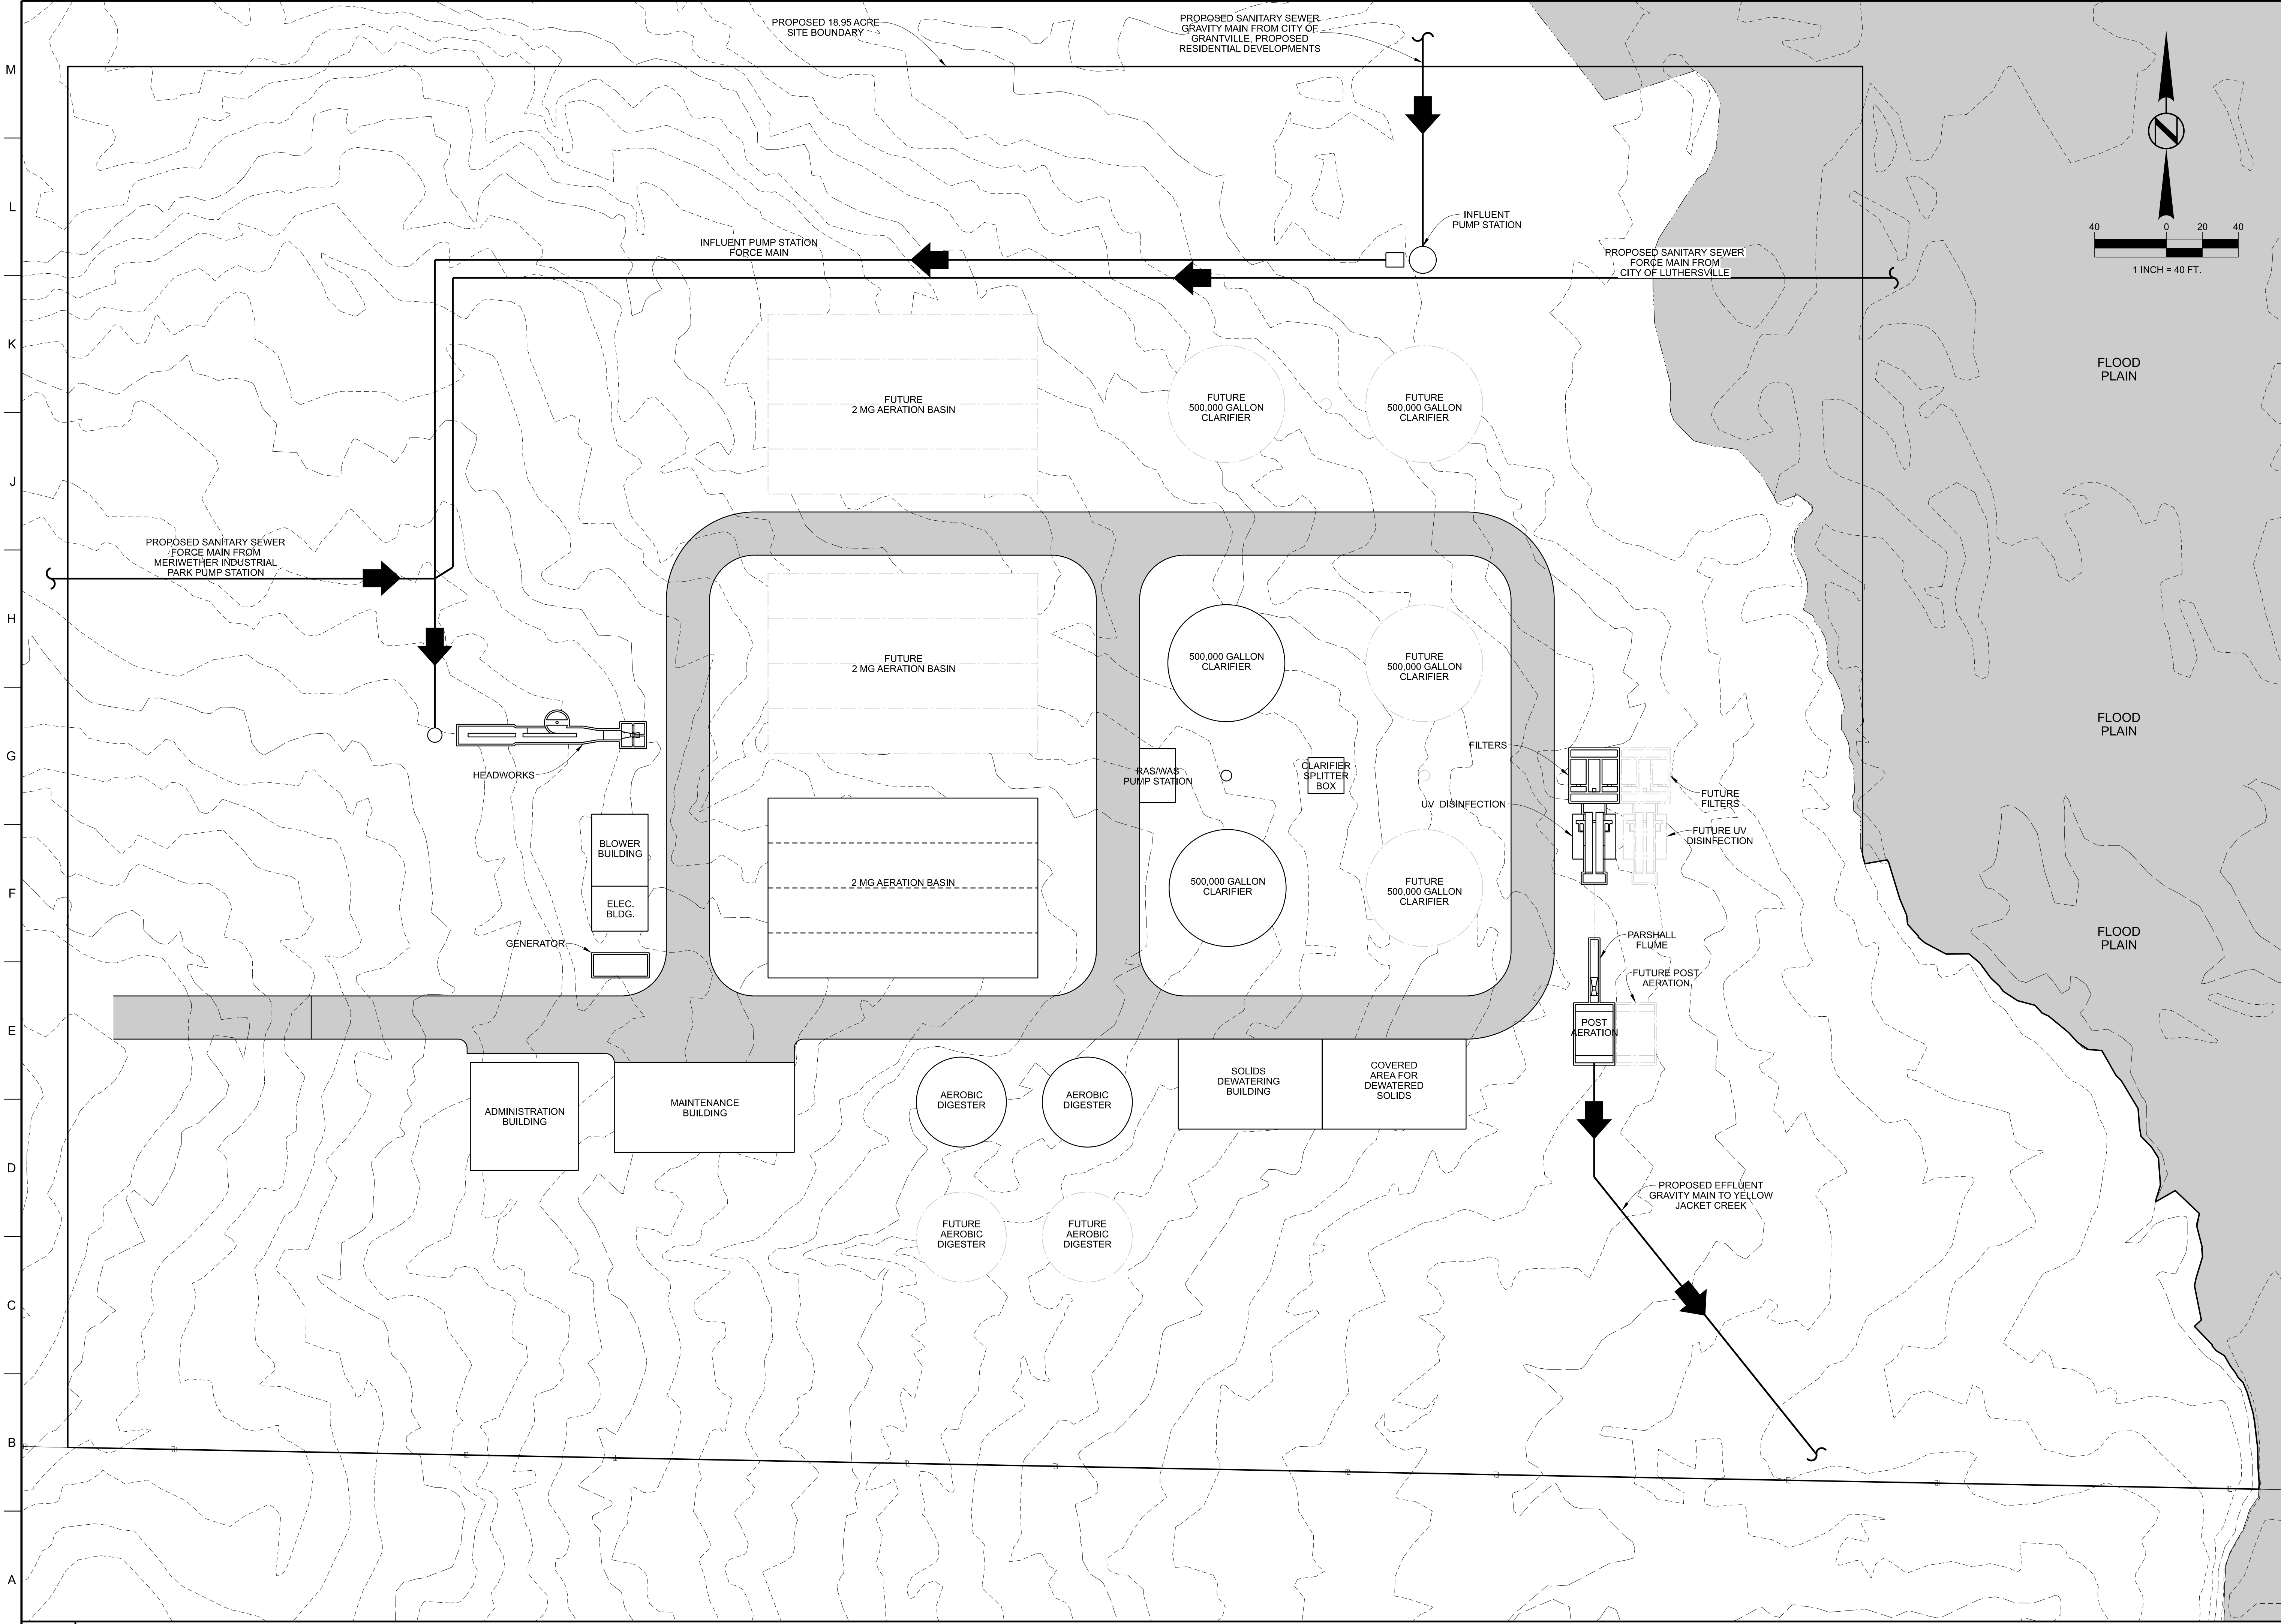 PROPOSED 18.95 ACRE
SITE BOUNDARY
PROPOSED SANITARY SEWER
GRAVITY MAIN FROM CITY OF
GRANTVILLE, PROPOSED
RESIDENTIAL DEVELOPMENTS
M
L
INFLUENT
PUMP STATION
40 0 20 40
1 INCH = 40 FT.
INFLUENT PUMP STATION
FORCE MAIN
PROPOSED SANITARY SEWER
FORCE MAIN FROM
CITY OF LUTHERSVILLE
K
FLOOD
PLAIN
FUTURE
2 MG AERATION BASIN
FUTURE
500,000 GALLON
CLARIFIER
FUTURE
500,000 GALLON
CLARIFIER
J
PROPOSED SANITARY SEWER
FORCE MAIN FROM
MERIWETHER INDUSTRIAL
PARK PUMP STATION
H
FUTURE
2 MG AERATION BASIN
500,000 GALLON
CLARIFIER
FUTURE
500,000 GALLON
CLARIFIER
FLOOD
PLAIN
G
HEADWORKS
RAS/WAS
PUMP STATION
CLARIFIER
SPLITTER
BOX
FILTERS
FUTURE
FILTERS
UV DISINFECTION
FUTURE UV
DISINFECTION
BLOWER
BUILDING
F
ELEC.
BLDG.
2 MG AERATION BASIN
500,000 GALLON
CLARIFIER
FUTURE
500,000 GALLON
CLARIFIER
FLOOD
PLAIN
GENERATOR
PARSHALL
FLUME
FUTURE POST
AERATION
E
POST
AERATION
ADMINISTRATION
BUILDING
MAINTENANCE
BUILDING
AEROBIC
DIGESTER
AEROBIC
DIGESTER
SOLIDS
DEWATERING
BUILDING
COVERED
AREA FOR
DEWATERED
SOLIDS
D
PROPOSED EFFLUENT
GRAVITY MAIN TO YELLOW
JACKET CREEK
FUTURE
AEROBIC
DIGESTER
FUTURE
AEROBIC
DIGESTER
C
B
A